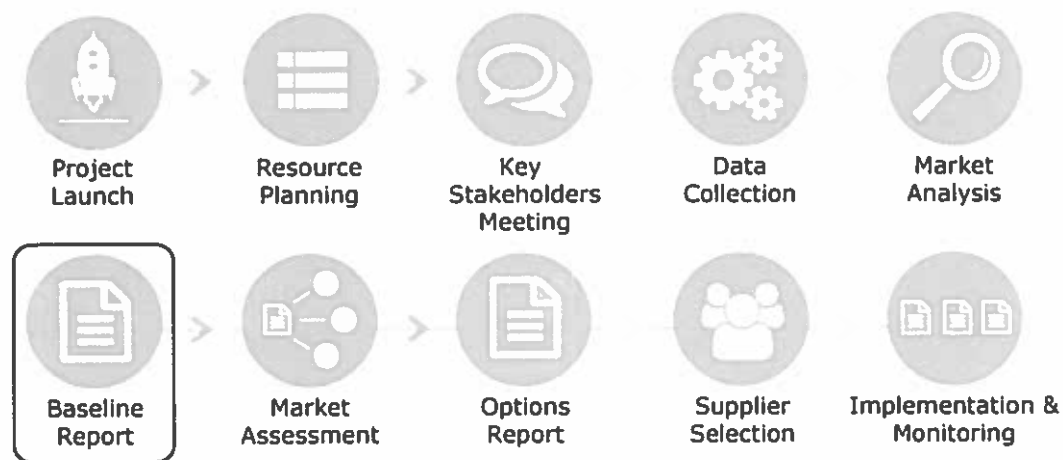 Project
Launch
Resource
Planning
Key
Stakeholders
Meeting
Data
Collection
Market
Analysis
Baseline
Report
Market
Assessment
Options
Report
Supplier
Selection
Implementation &
Monitoring